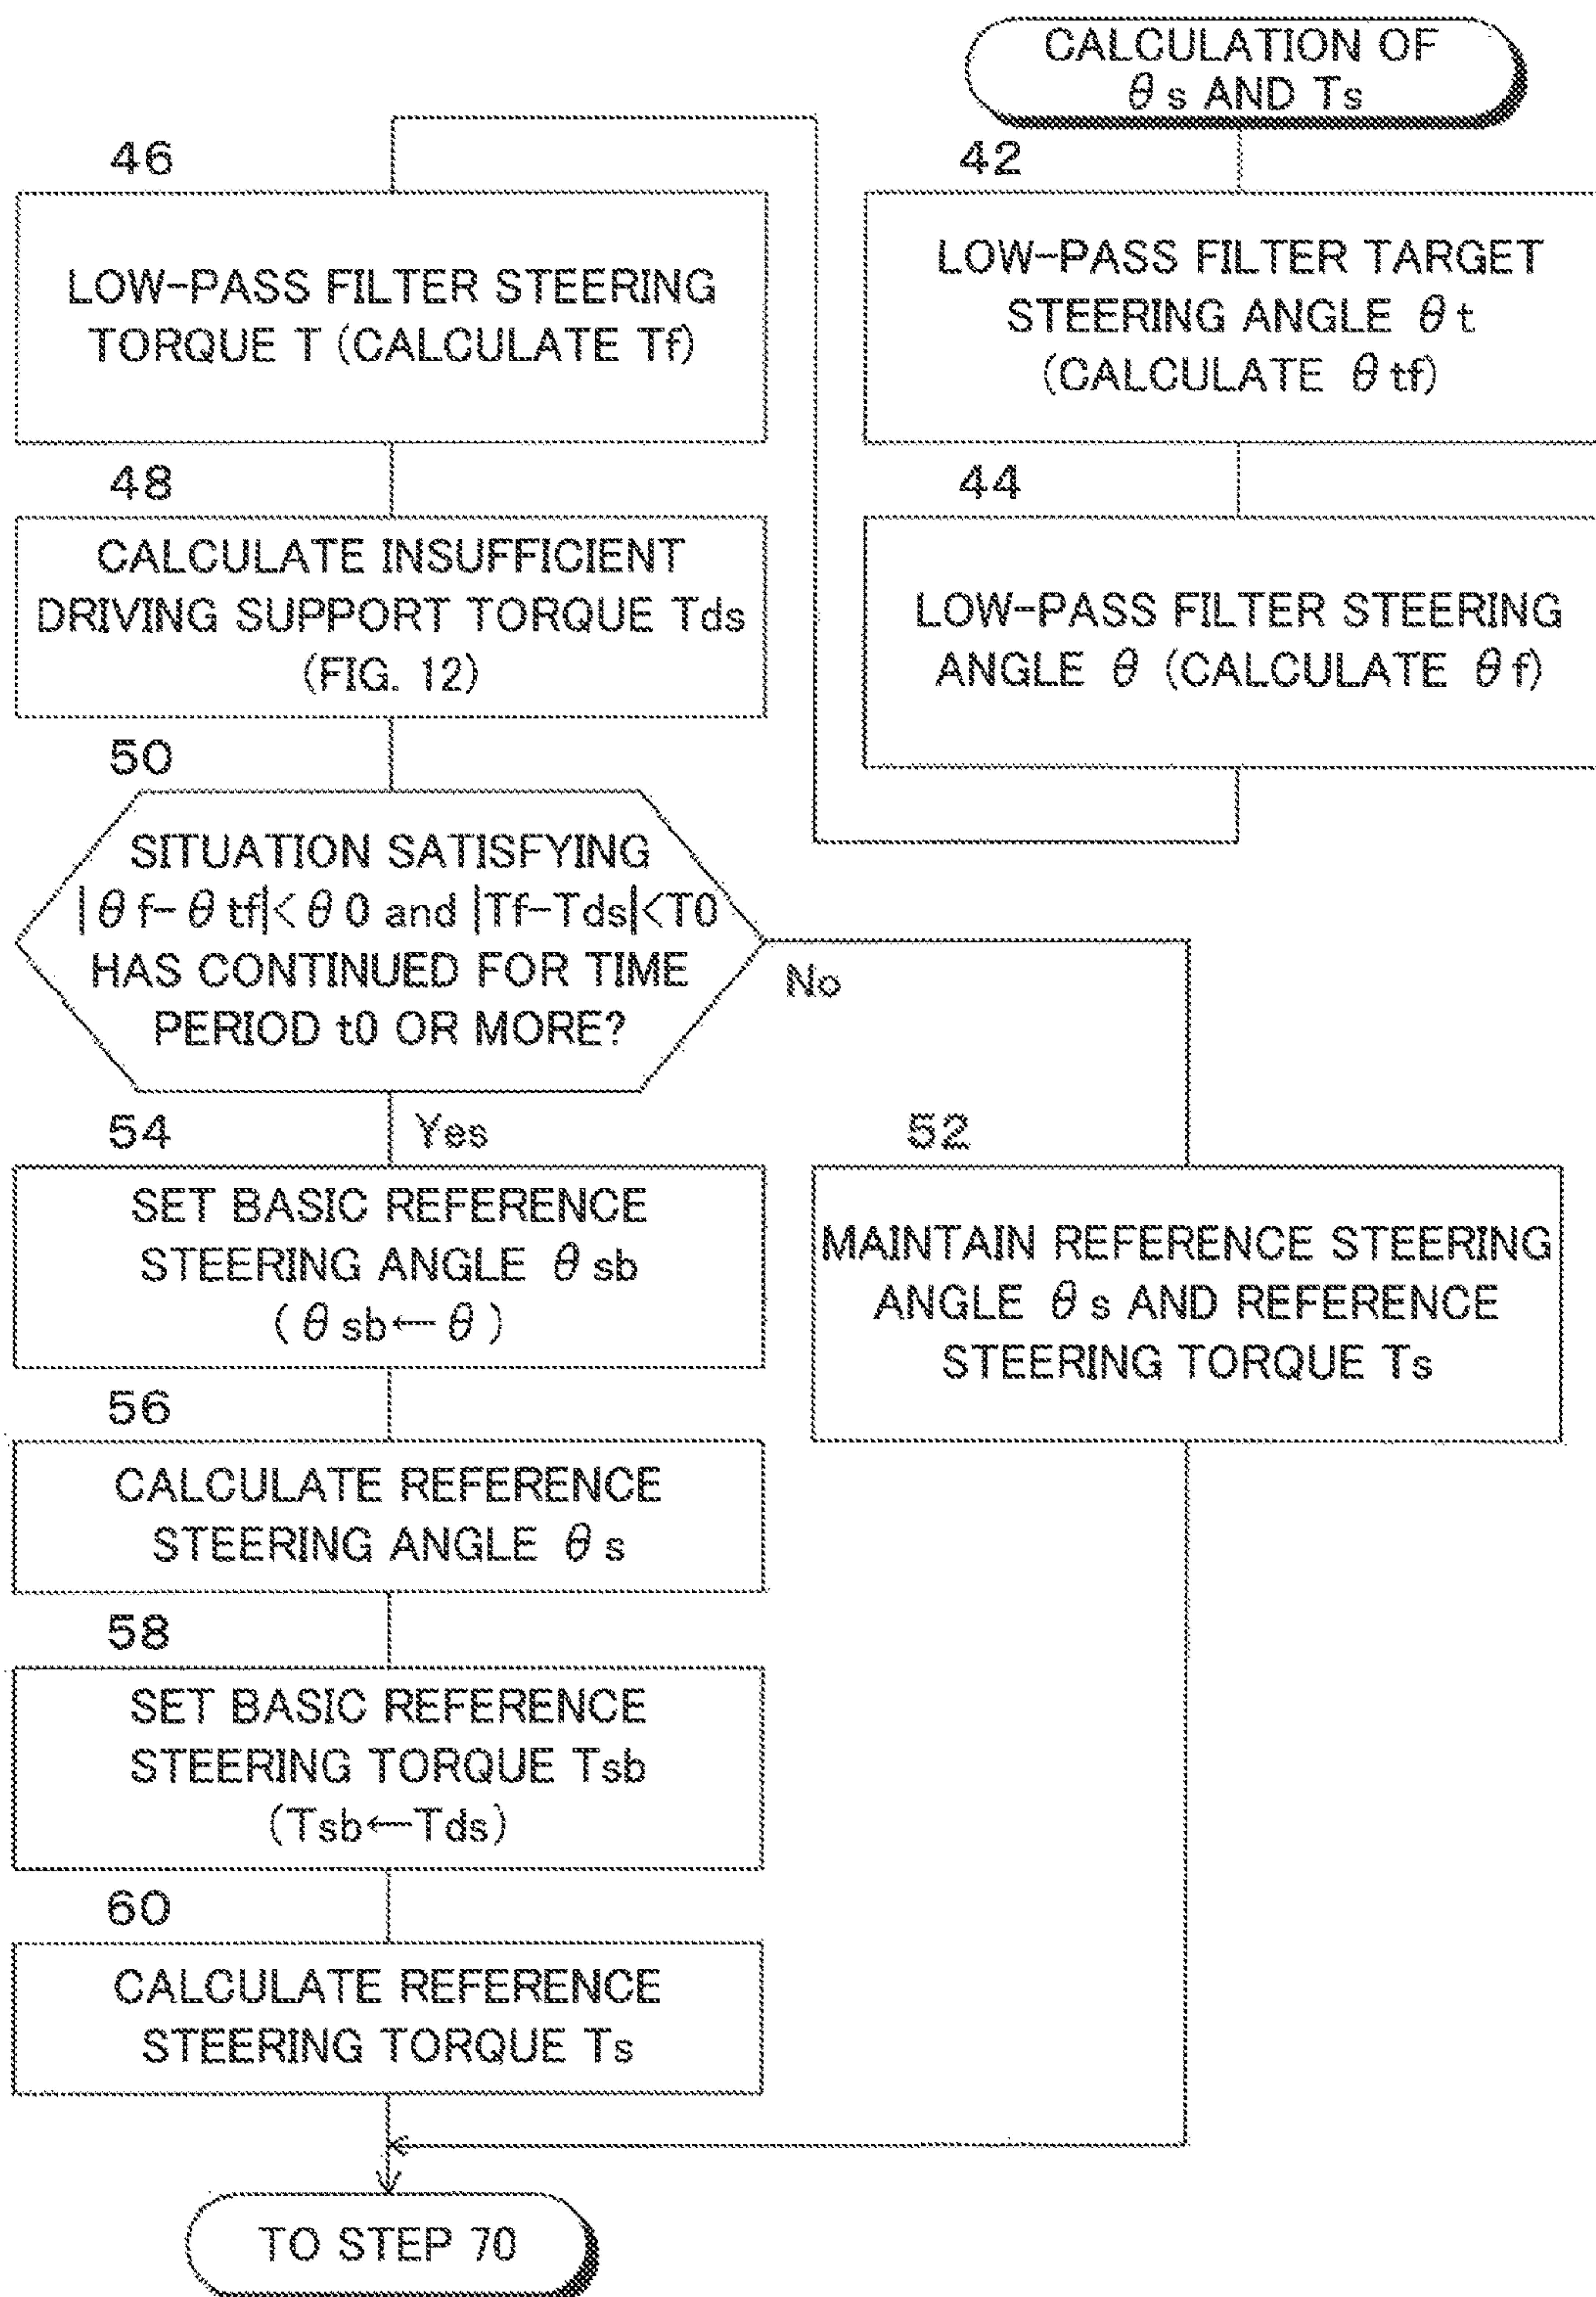 CALCULATION OF
θs AND Ts
42
LOW-PASS FILTER TARGET
STEERING ANGLE θt
(CALCULATE θtf)
44
LOW-PASS FILTER STEERING
ANGLE θ (CALCULATE θf)
46
LOW-PASS FILTER STEERING
TORQUE T (CALCULATE Tf)
48
CALCULATE INSUFFICIENT
DRIVING SUPPORT TORQUE Tds
(FIG. 12)
50
SITUATION SATISFYING
|θf-θtf|<θ0 and |Tf-Tds|<T0
HAS CONTINUED FOR TIME
PERIOD t0 OR MORE?
No
Yes
52
MAINTAIN REFERENCE STEERING
ANGLE θs AND REFERENCE
STEERING TORQUE Ts
54
SET BASIC REFERENCE
STEERING ANGLE θsb
(θsb←θ)
56
CALCULATE REFERENCE
STEERING ANGLE θs
58
SET BASIC REFERENCE
STEERING TORQUE Tsb
(Tsb←Tds)
60
CALCULATE REFERENCE
STEERING TORQUE Ts
TO STEP 70